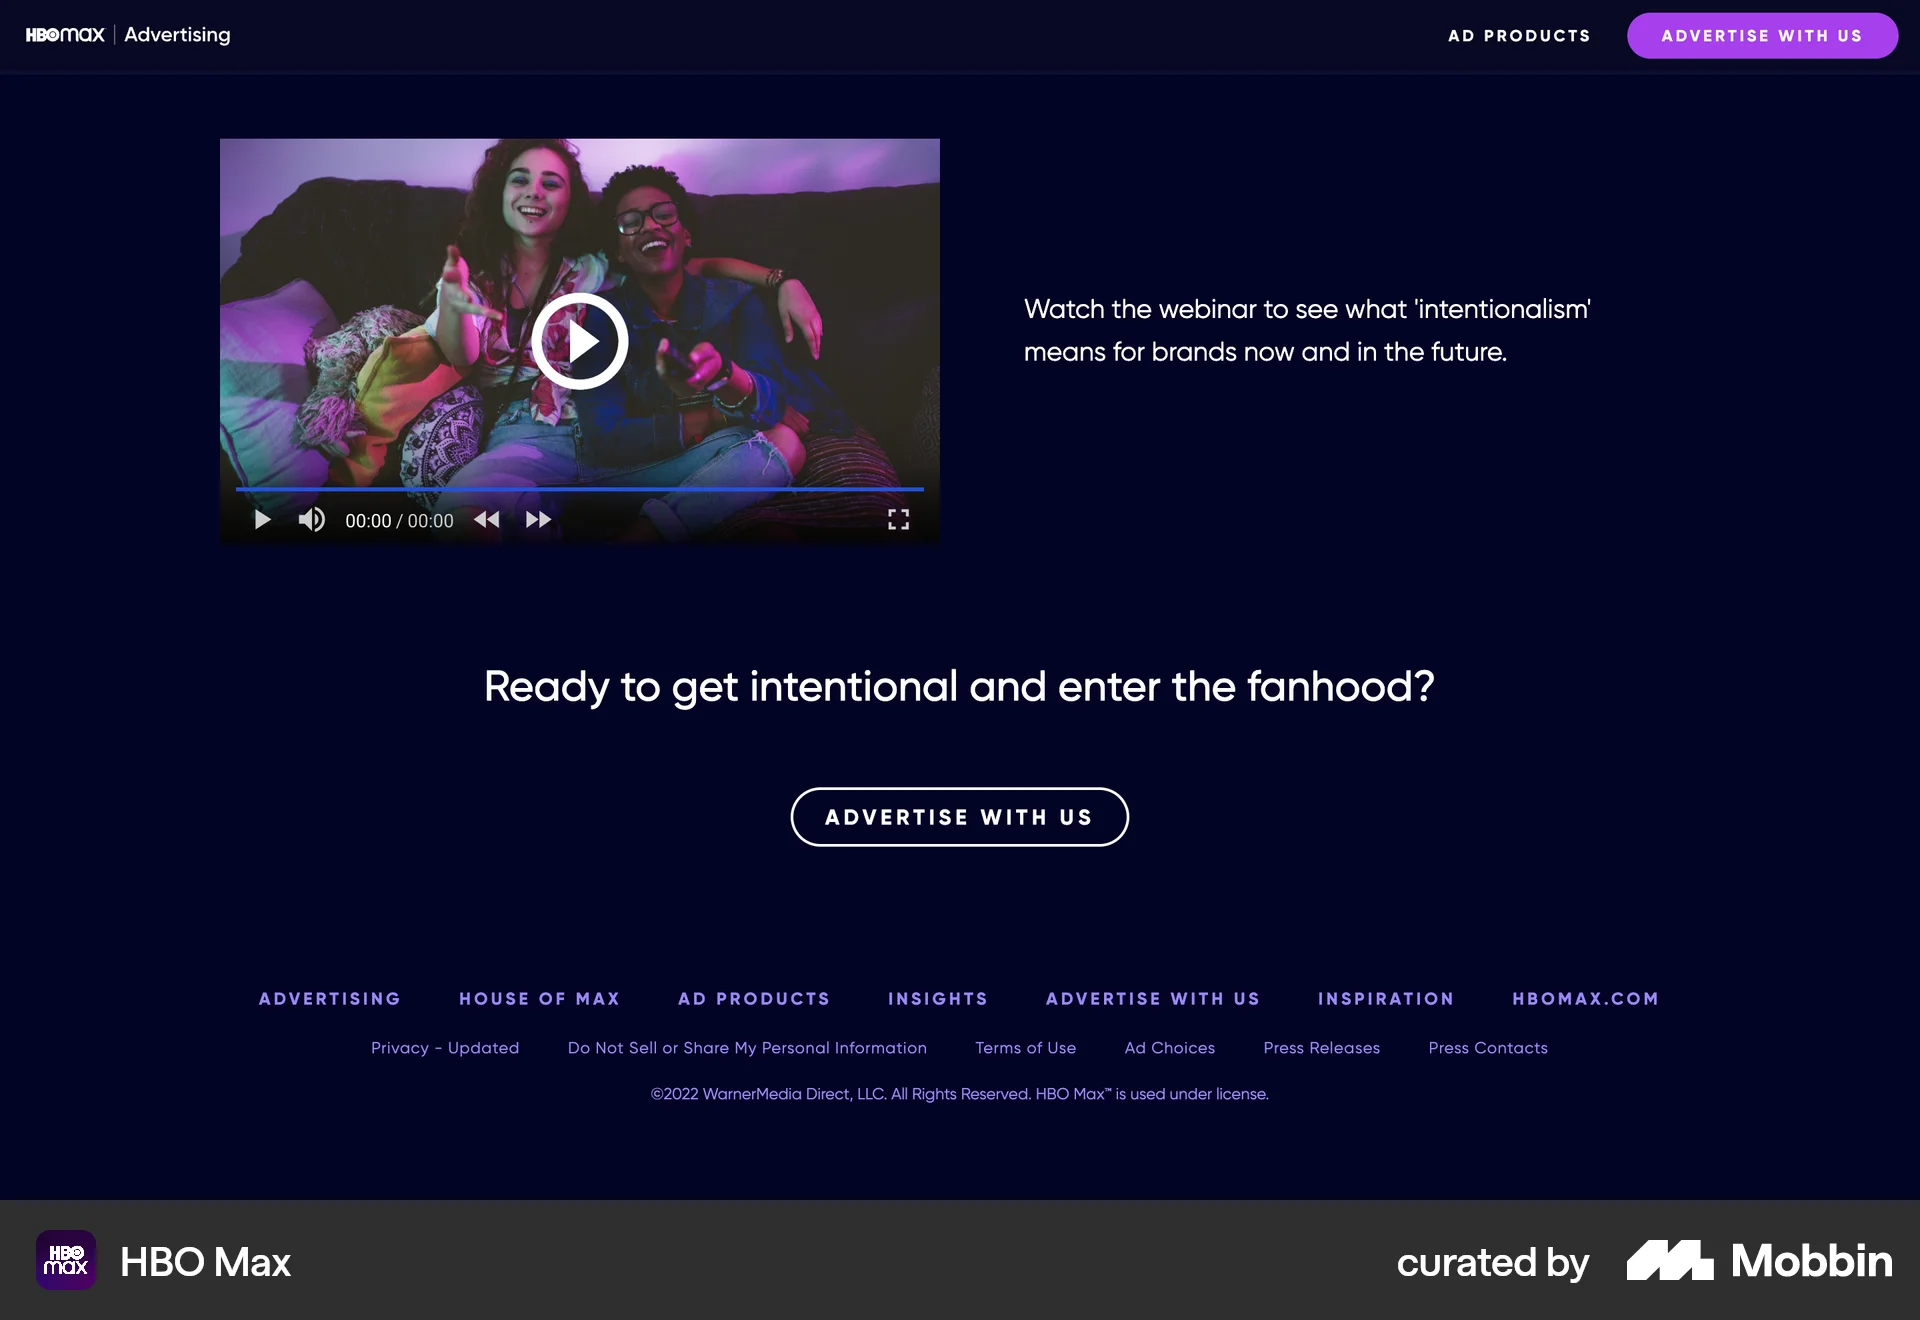 HBOmax | Advertising
AD PRODUCTS
ADVERTISE WITH US
Watch the webinar to see what 'intentionalism'
means for brands now and in the future.
00:00 / 00:00
Ready to get intentional and enter the fanhood?
ADVERTISE WITH US
ADVERTISING HOUSE OF MAX AD PRODUCTS INSIGHTS ADVERTISE WITH US INSPIRATION HBOMAX.COM
Privacy - Updated Do Not Sell or Share My Personal Information Terms of Use Ad Choices Press Releases Press Contacts
©2022 WarnerMedia Direct, LLC. All Rights Reserved. HBO Max™ is used under license.
HBO
max
HBO Max
curated by Mobbin